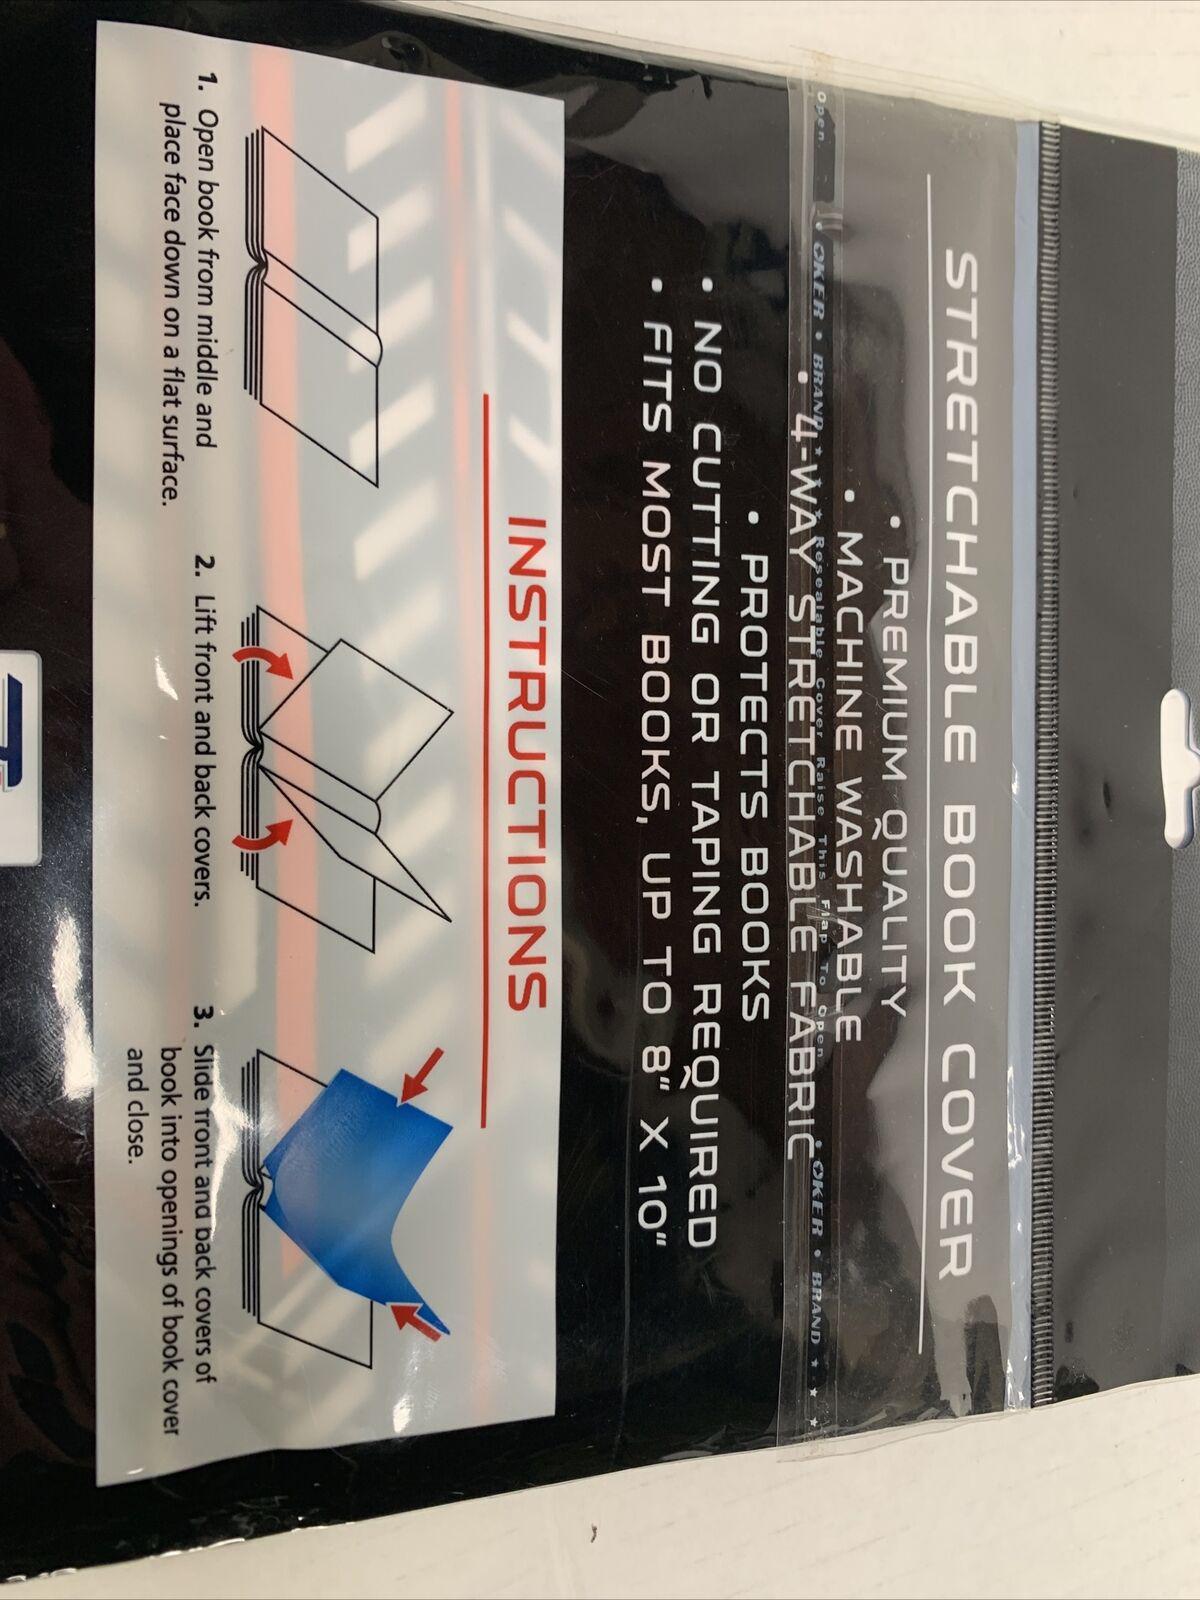 STRETCHABLE BOOK COVER
• PREMIUM QUALITY
• MACHINE WASHABLE
• 4-WAY STRETCHABLE FABRIC
Open.
• OKER • BRAND ★ ★ ★ Resealable Cover Raise This Flap To Open.
• OKER • BRAND ★ ★ ★
• PROTECTS BOOKS
• NO CUTTING OR TAPING REQUIRED
• FITS MOST BOOKS, UP TO 8" X 10"
INSTRUCTIONS
1. Open book from middle and
place face down on a flat surface.
2. Lift front and back covers.
3. Slide front and back covers of
book into openings of book cover
and close.